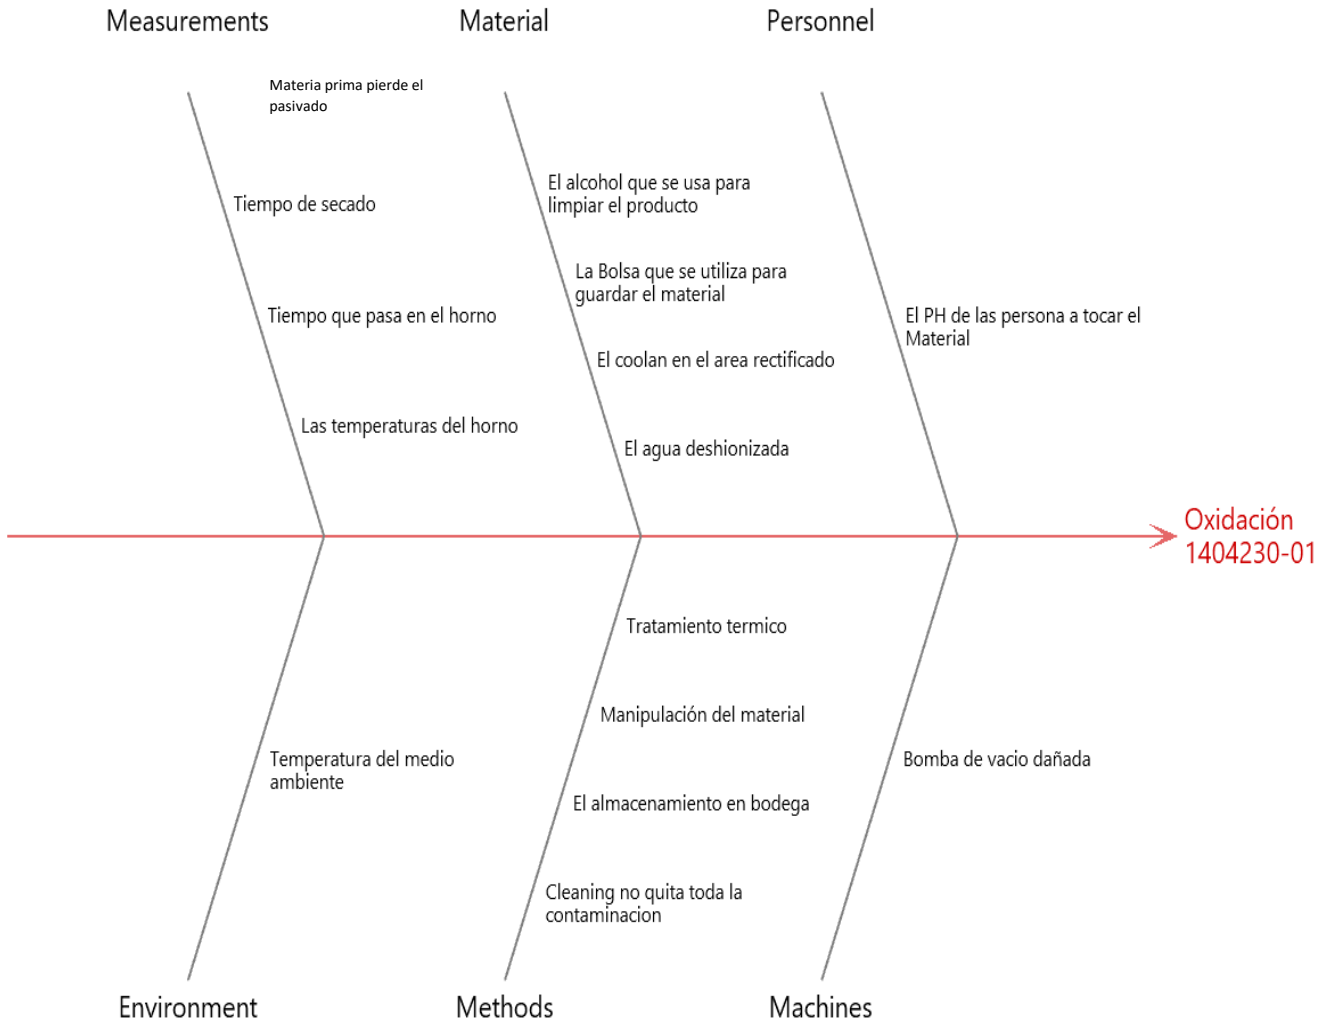 Measurements
Material
Personnel
Materia prima pierde el
pasivado
Tiempo de secado
Tiempo que pasa en el horno
Las temperaturas del horno
El alcohol que se usa para
limpiar el producto
La Bolsa que se utiliza para
guardar el material
El coolan en el area rectificado
El agua deshionizada
El PH de las persona a tocar el
Material
Oxidación
1404230-01
Temperatura del medio
ambiente
Tratamiento termico
Manipulación del material
El almacenamiento en bodega
Cleaning no quita toda la
contaminacion
Bomba de vacio dañada
Environment
Methods
Machines